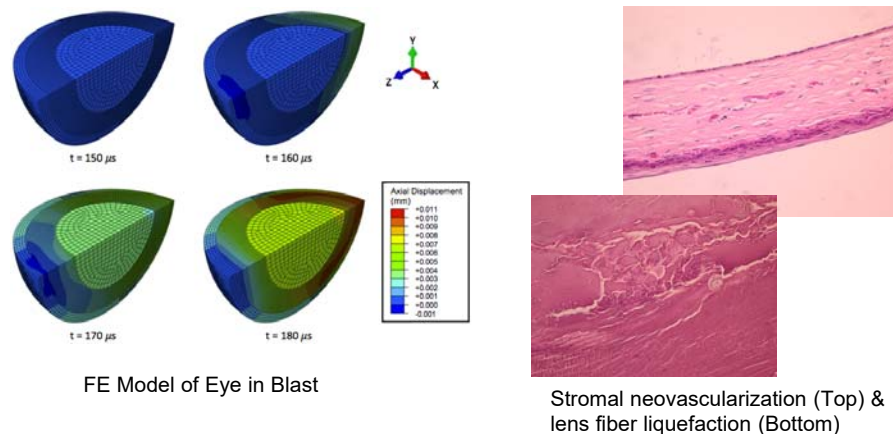 Y
Z
X
t = 150 µs
t = 160 µs
Axial Displacement
(mm)
+0.011
+0.010
+0.009
+0.008
+0.007
+0.006
+0.005
+0.004
+0.003
+0.002
+0.001
+0.000
-0.001
t = 170 µs
t = 180 µs
FE Model of Eye in Blast
Stromal neovascularization (Top) &
lens fiber liquefaction (Bottom)